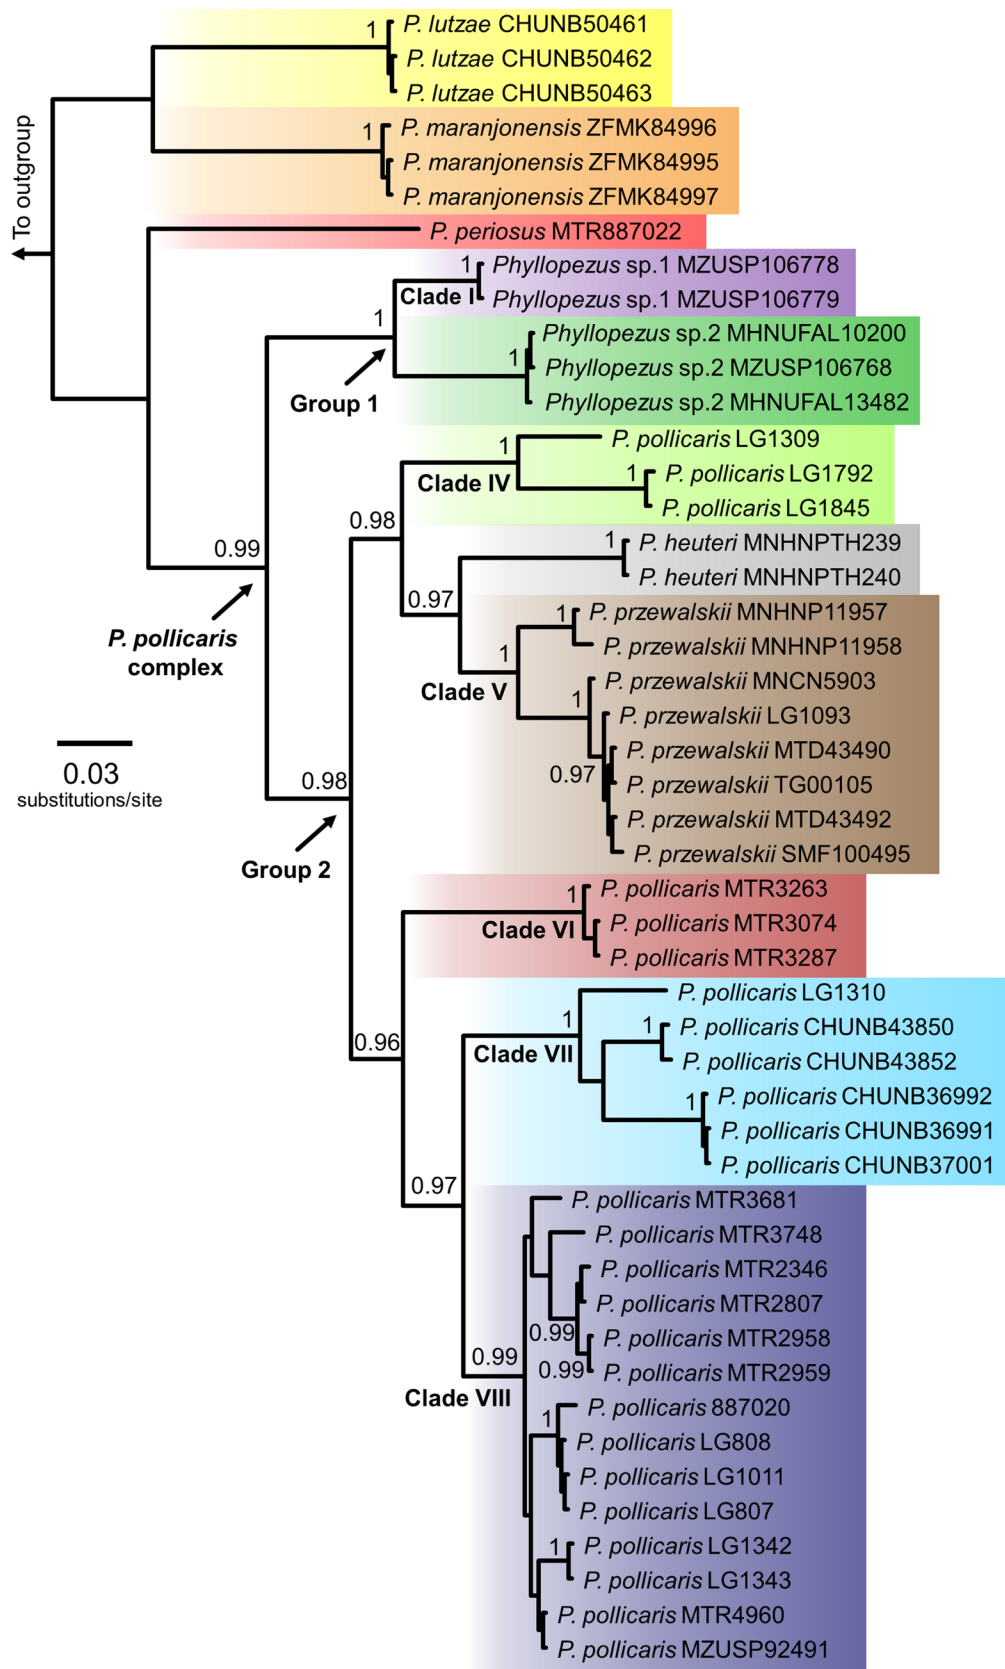 1
P. lutzae CHUNB50461
P. lutzae CHUNB50462
P. lutzae CHUNB50463
To outgroup
1
P. maranjonensis ZFMK84996
P. maranjonensis ZFMK84995
P. maranjonensis ZFMK84997
P. periosus MTR887022
1
Phyllopezus sp.1 MZUSP106778
Clade I
Phyllopezus sp.1 MZUSP106779
1
Group 1
Phyllopezus sp.2 MHNUFAL10200
1
Phyllopezus sp.2 MZUSP106768
Phyllopezus sp.2 MHNUFAL13482
P. pollicaris LG1309
1
Clade IV
1
P. pollicaris LG1792
P. pollicaris LG1845
0.98
0.99
P. pollicaris
complex
1
P. heuteri MNHNPTH239
P. heuteri MNHNPTH240
0.97
1
P. przewalskii MNHNP11957
P. przewalskii MNHNP11958
1
Clade V
P. przewalskii MNCN5903
1
P. przewalskii LG1093
P. przewalskii MTD43490
0.97
P. przewalskii TG00105
P. przewalskii MTD43492
P. przewalskii SMF100495
0.03
substitutions/site
0.98
Group 2
1
P. pollicaris MTR3263
Clade VI
P. pollicaris MTR3074
P. pollicaris MTR3287
0.96
P. pollicaris LG1310
1
Clade VII
1
P. pollicaris CHUNB43850
P. pollicaris CHUNB43852
1
P. pollicaris CHUNB36992
P. pollicaris CHUNB36991
P. pollicaris CHUNB37001
0.97
P. pollicaris MTR3681
P. pollicaris MTR3748
P. pollicaris MTR2346
P. pollicaris MTR2807
0.99
P. pollicaris MTR2958
0.99
P. pollicaris MTR2959
0.99
Clade VIII
1
P. pollicaris 887020
P. pollicaris LG808
P. pollicaris LG1011
P. pollicaris LG807
1
P. pollicaris LG1342
P. pollicaris LG1343
P. pollicaris MTR4960
P. pollicaris MZUSP92491